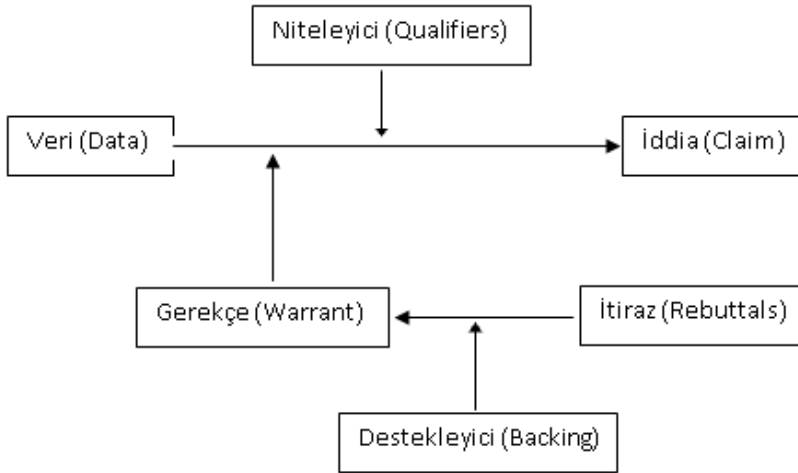 Niteleyici (Qualifiers)
Veri (Data)
İddia (Claim)
Gerekçe (Warrant)
İtiraz (Rebuttals)
Destekleyici (Backing)